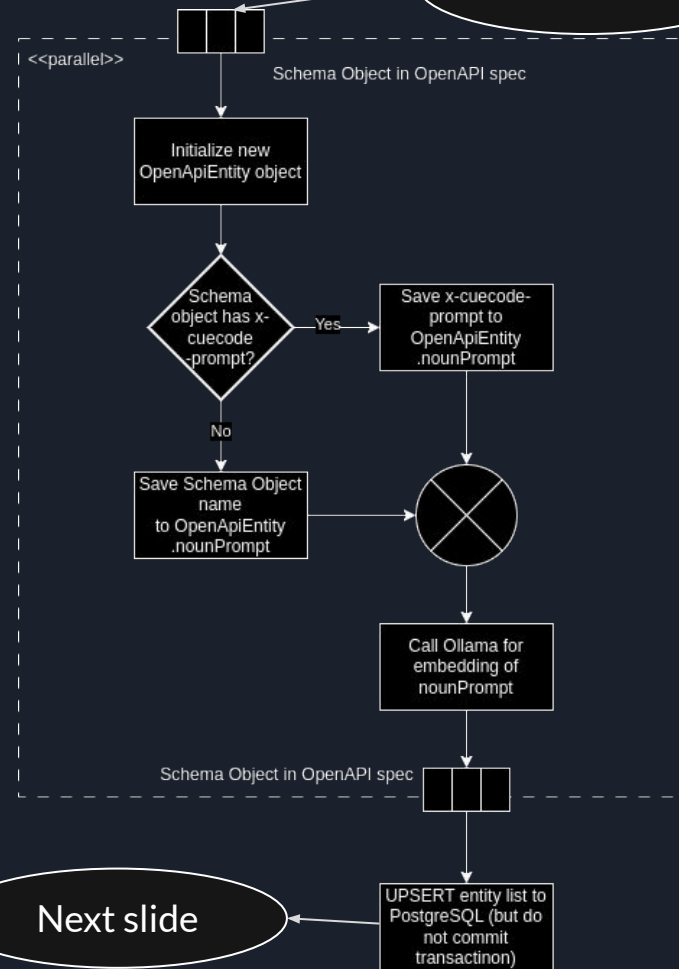 <<parallel>>
Schema Object in OpenAPI spec
Initialize new
OpenApiEntity object
Schema
object has x-
cuecode
-prompt?
Yes
Save x-cuecode-
prompt to
OpenApiEntity
.nounPrompt
No
Save Schema Object
name
to OpenApiEntity
.nounPrompt
Call Ollama for
embedding of
nounPrompt
Schema Object in OpenAPI spec
UPSERT entity list to
PostgreSQL (but do
not commit
transactinon)
Next slide